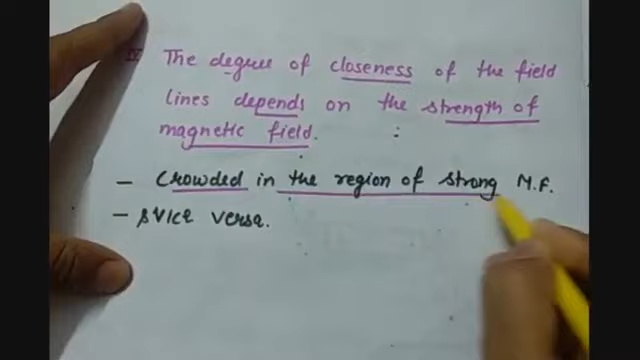 The degree of closeness of the field
lines depends on the strength of
magnetic field.
- Crowded in the region of strong M.F.
- vice versa.